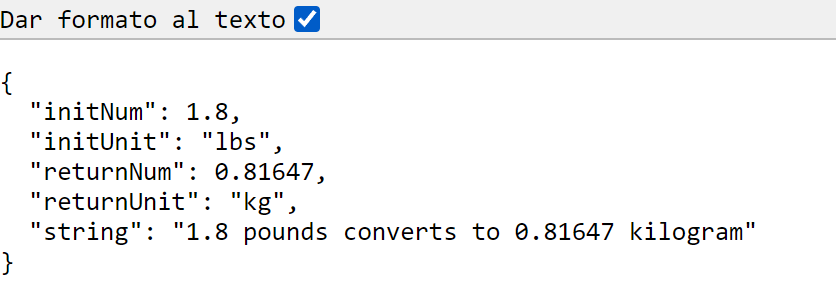 Dar formato al texto
{
"initNum": 1.8,
"initUnit": "lbs",
"returnNum": 0.81647,
"returnUnit": "kg",
"string": "1.8 pounds converts to 0.81647 kilogram"
}